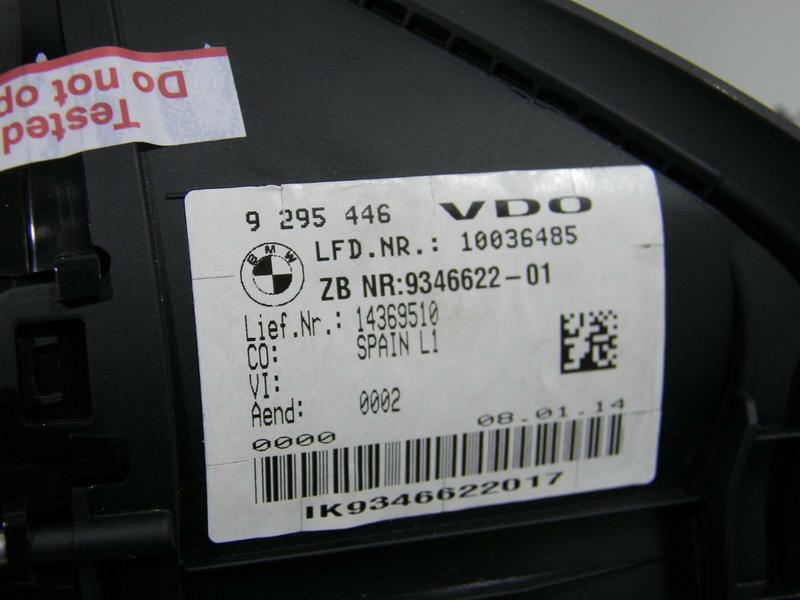 Tested
Do not op
9 295 446 VDO
BMW
LFD.NR.: 10036485
ZB NR:9346622-01
Lief.Nr.: 14369510
CO: SPAIN L1
VI:
Aend: 0002
0000 08.01.14
IK9346622017